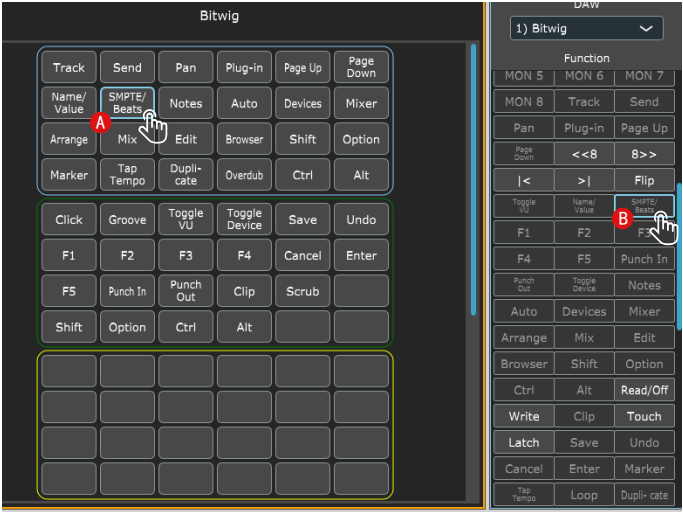 Bitwig
Track Send Pan Plug-in Page Up Page
Down
Name/
Value SMPTE/
Beats Notes Auto Devices Mixer
A
Arrange Mix Edit Browser Shift Option
Marker Tap
Tempo Dupli-
cate Overdub Ctrl Alt
Click Groove Toggle
VU Toggle
Device Save Undo
F1 F2 F3 F4 Cancel Enter
F5 Punch In Punch
Out Clip Scrub
Shift Option Ctrl Alt
DAW
1) Bitwig
Function
MON 5 MON 6 MON 7
MON 8 Track Send
Pan Plug-in Page Up
Page
Down <<8 8>>
|< >| Flip
Toggle
VU Name/
Value SMPTE/
Beats
B
F1 F2 F3
F4 F5 Punch In
Punch
Out Toggle
Device Notes
Auto Devices Mixer
Arrange Mix Edit
Browser Shift Option
Ctrl Alt Read/Off
Write Clip Touch
Latch Save Undo
Cancel Enter Marker
Tap
Tempo Loop Dupli- cate